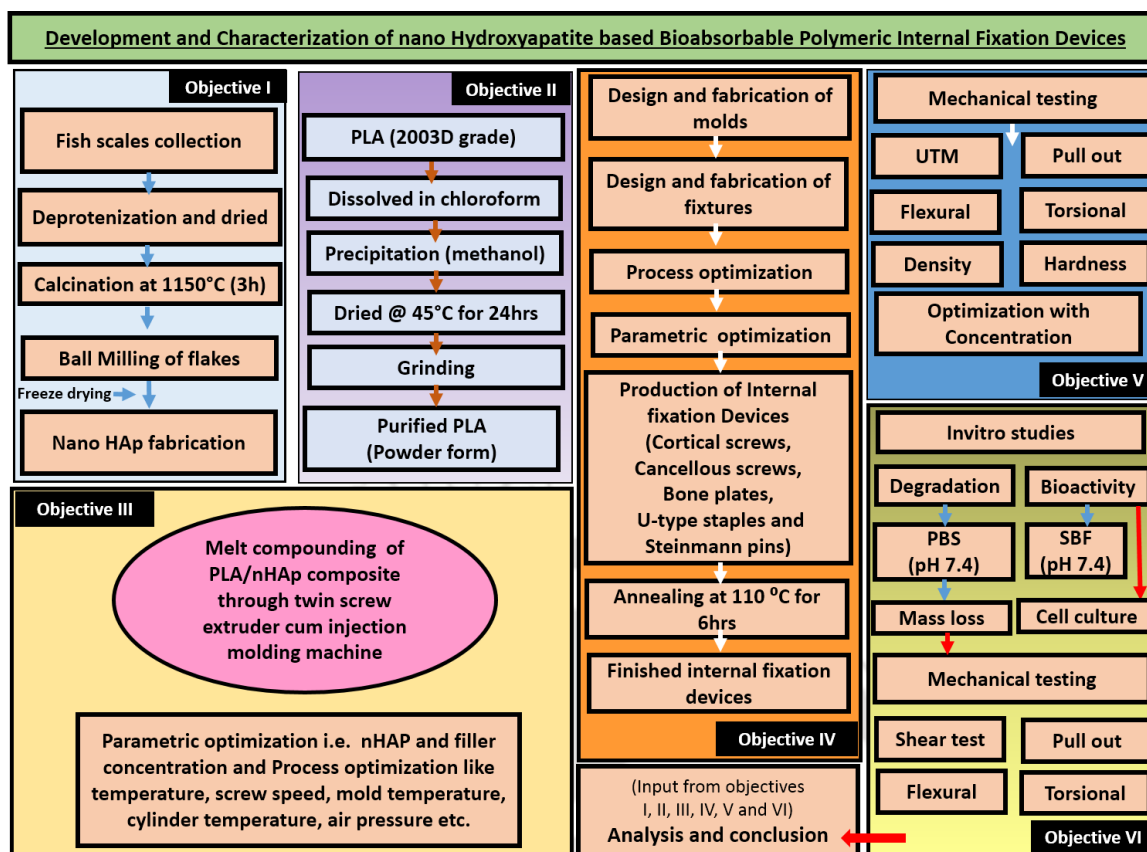 Development and Characterization of nano Hydroxyapatite based Bioabsorbable Polymeric Internal Fixation Devices
Objective I
Fish scales collection
Deprotenization and dried
Calcination at 1150°C (3h)
Ball Milling of flakes
Freeze drying
Nano HAp fabrication
Objective II
PLA (2003D grade)
Dissolved in chloroform
Precipitation (methanol)
Dried @ 45°C for 24hrs
Grinding
Purified PLA
(Powder form)
Objective III
Melt compounding of
PLA/nHAp composite
through twin screw
extruder cum injection
molding machine
Parametric optimization i.e. nHAP and filler
concentration and Process optimization like
temperature, screw speed, mold temperature,
cylinder temperature, air pressure etc.
Design and fabrication of
molds
Design and fabrication of
fixtures
Process optimization
Parametric optimization
Production of Internal
fixation Devices
(Cortical screws,
Cancellous screws,
Bone plates,
U-type staples and
Steinmann pins)
Annealing at 110 ⁰C for
6hrs
Finished internal fixation
devices
Objective IV
Mechanical testing
UTM
Pull out
Flexural
Torsional
Density
Hardness
Optimization with
Concentration
Objective V
Invitro studies
Degradation
Bioactivity
PBS
(pH 7.4)
SBF
(pH 7.4)
Mass loss
Cell culture
Mechanical testing
Shear test
Pull out
Flexural
Torsional
Objective VI
(Input from objectives
I, II, III, IV, V and VI)
Analysis and conclusion